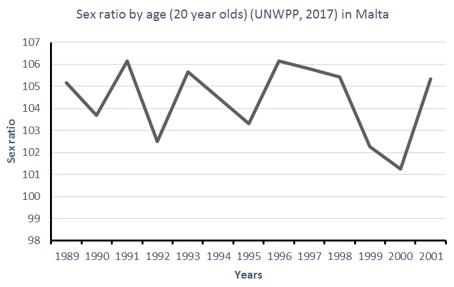 Sex ratio by age (20 year olds) (UNWPP, 2017) in Malta
107
106
105
104
103
102
101
100
99
98
Sex ratio
1989 1990 1991 1992 1993 1994 1995 1996 1997 1998 1999 2000 2001
Years